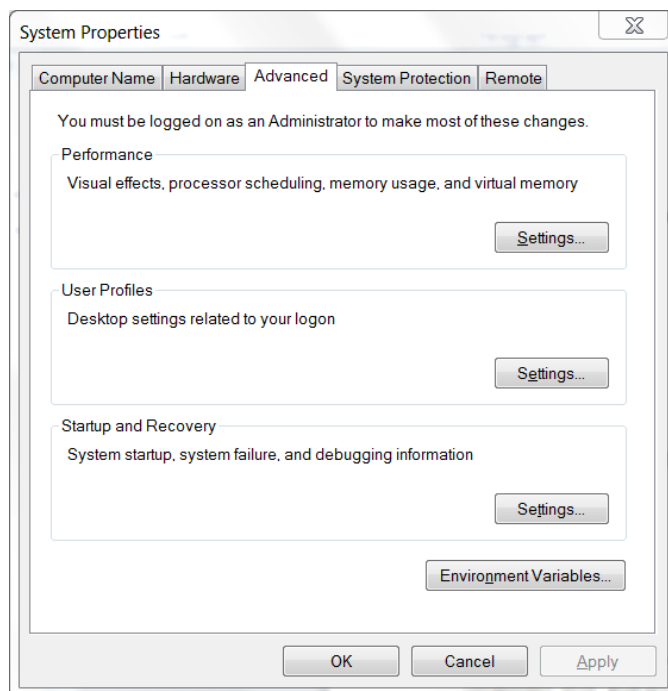 System Properties
Computer Name Hardware Advanced System Protection Remote
You must be logged on as an Administrator to make most of these changes.
Performance
Visual effects, processor scheduling, memory usage, and virtual memory
Settings...
User Profiles
Desktop settings related to your logon
Settings...
Startup and Recovery
System startup, system failure, and debugging information
Settings...
Environment Variables...
OK Cancel Apply